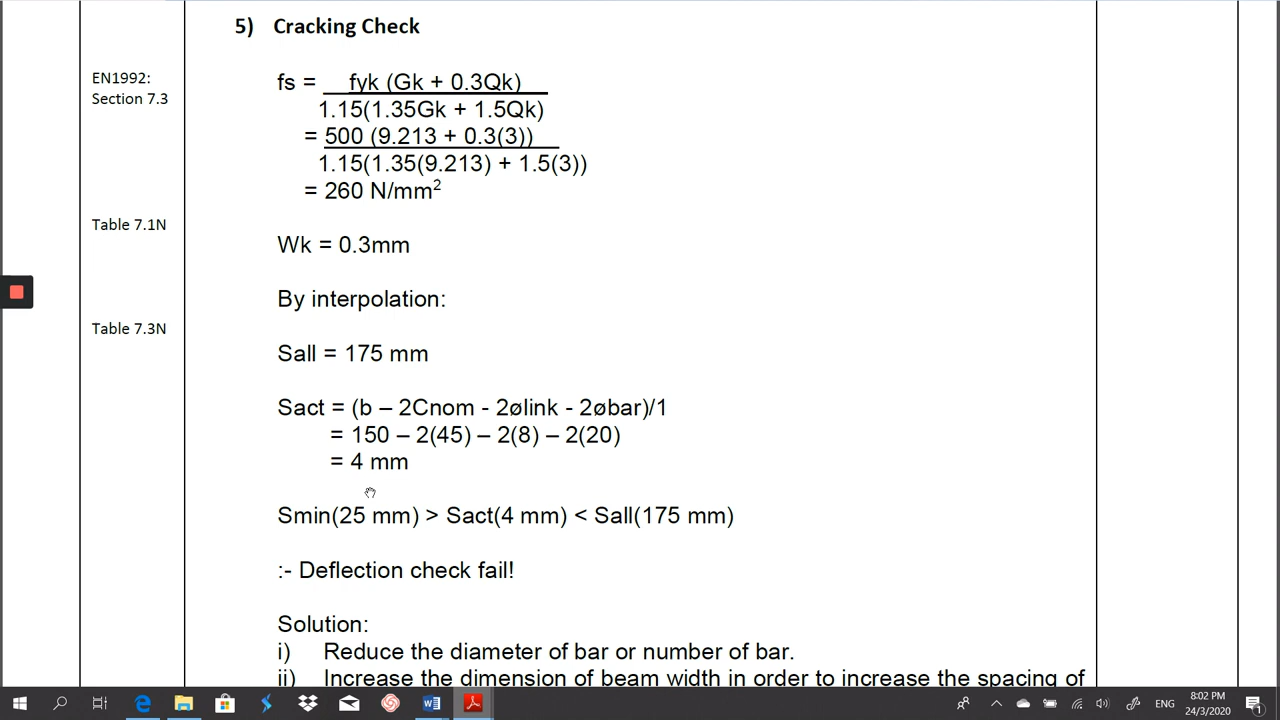 5) Cracking Check
EN1992:
Section 7.3
fs = fyk (Gk + 0.3Qk)
1.15(1.35Gk + 1.5Qk)
= 500 (9.213 + 0.3(3))
1.15(1.35(9.213) + 1.5(3))
= 260 N/mm²
Table 7.1N
Wk = 0.3mm
By interpolation:
Table 7.3N
Sall = 175 mm
Sact = (b – 2Cnom - 2ølink - 2øbar)/1
= 150 – 2(45) – 2(8) – 2(20)
= 4 mm
Smin(25 mm) > Sact(4 mm) < Sall(175 mm)
:- Deflection check fail!
Solution:
i) Reduce the diameter of bar or number of bar.
ii) Increase the dimension of beam width in order to increase the spacing of
ENG
8:02 PM
24/3/2020
1